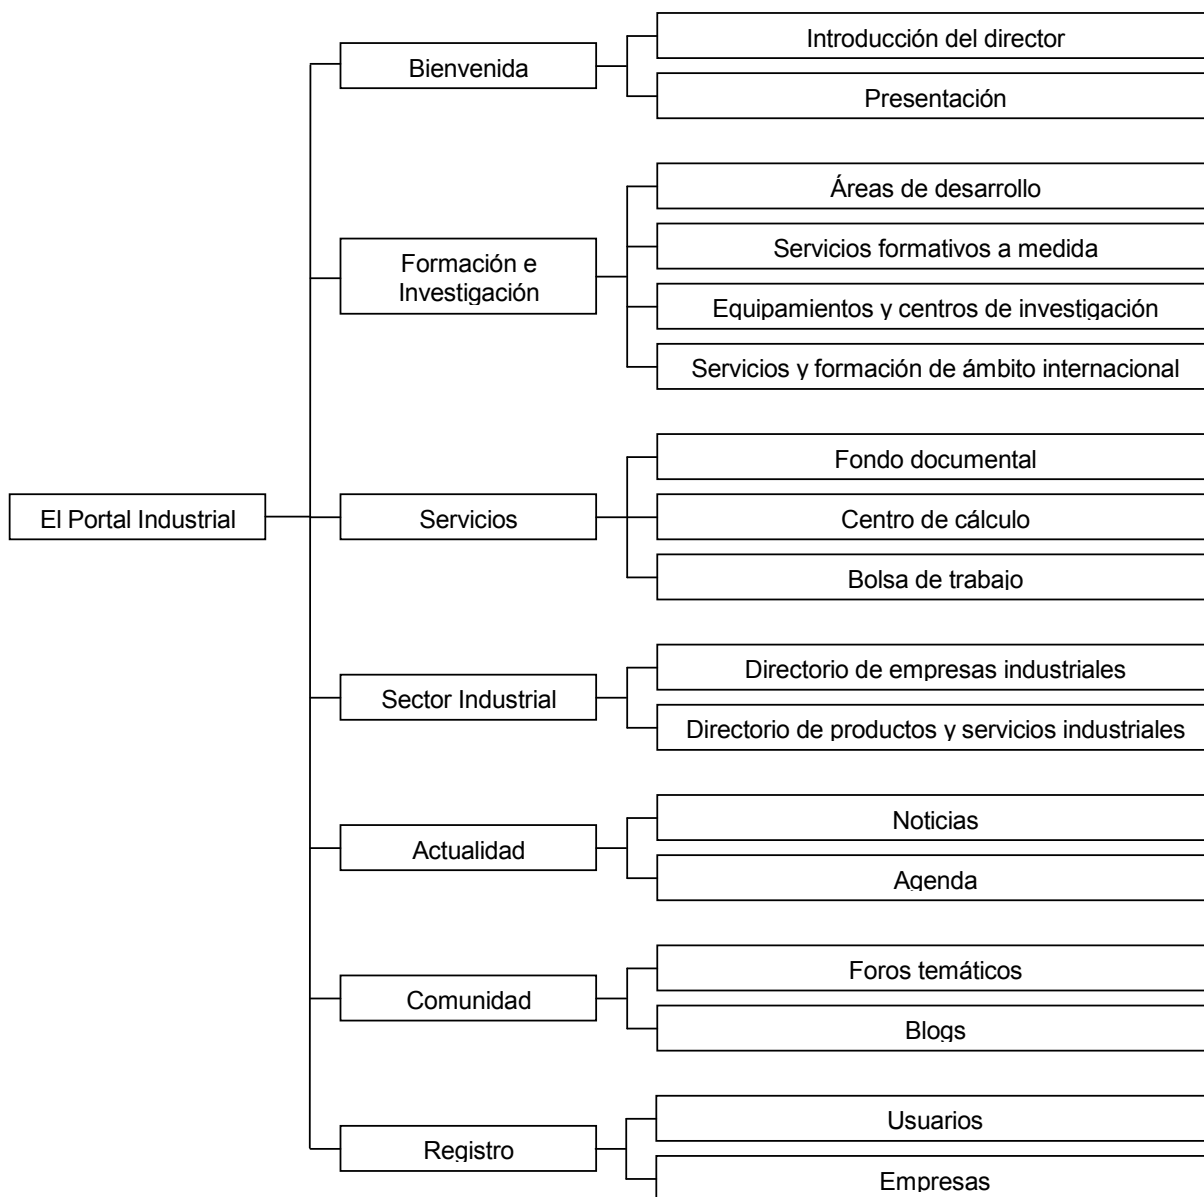 El Portal Industrial
Bienvenida
Introducción del director
Presentación
Formación e
Investigación
Áreas de desarrollo
Servicios formativos a medida
Equipamientos y centros de investigación
Servicios y formación de ámbito internacional
Servicios
Fondo documental
Centro de cálculo
Bolsa de trabajo
Sector Industrial
Directorio de empresas industriales
Directorio de productos y servicios industriales
Actualidad
Noticias
Agenda
Comunidad
Foros temáticos
Blogs
Registro
Usuarios
Empresas